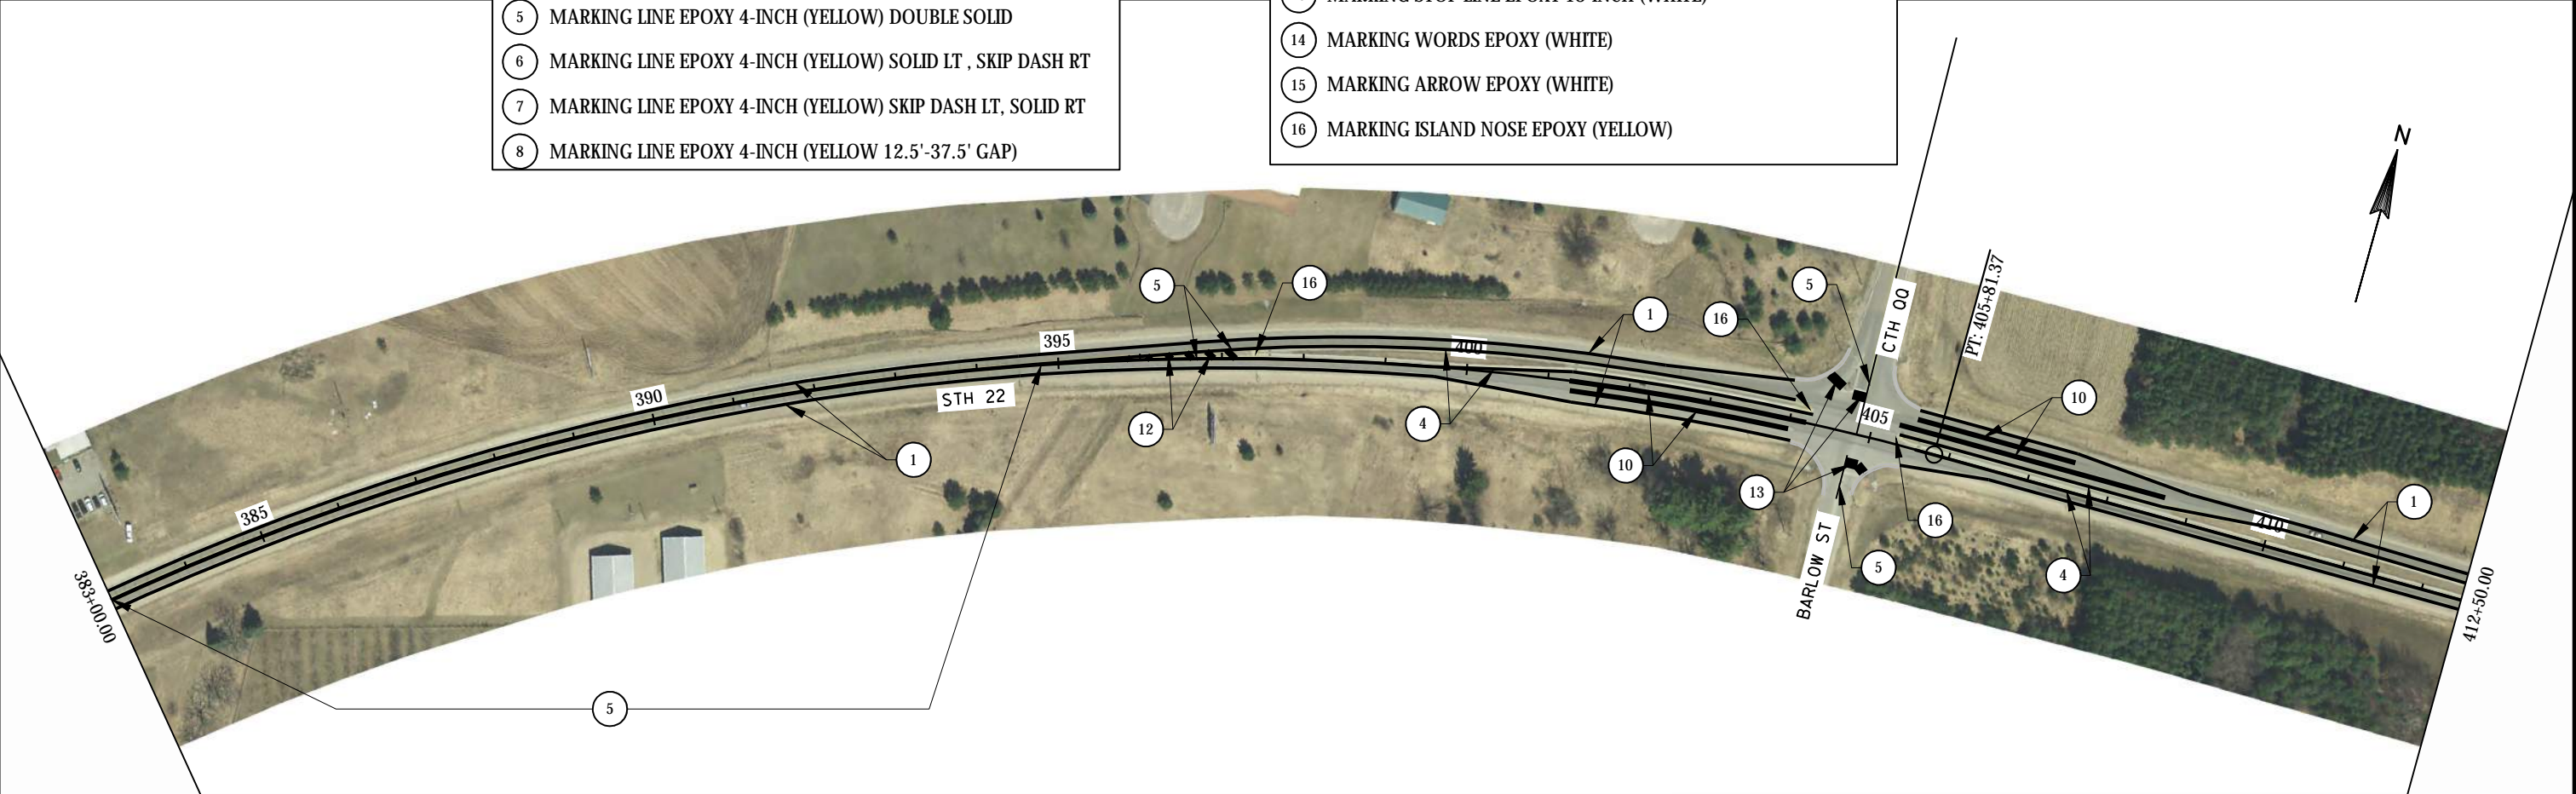 5 MARKING LINE EPOXY 4-INCH (YELLOW) DOUBLE SOLID
6 MARKING LINE EPOXY 4-INCH (YELLOW) SOLID LT , SKIP DASH RT
7 MARKING LINE EPOXY 4-INCH (YELLOW) SKIP DASH LT, SOLID RT
8 MARKING LINE EPOXY 4-INCH (YELLOW 12.5'-37.5' GAP)
14 MARKING WORDS EPOXY (WHITE)
15 MARKING ARROW EPOXY (WHITE)
16 MARKING ISLAND NOSE EPOXY (YELLOW)
N
5
16
1
16
5
CTH QQ
PT: 405+81.37
395
400
390
STH 22
12
4
405
10
1
10
13
385
16
410
1
383+00.00
BARLOW ST
5
4
412+50.00
5